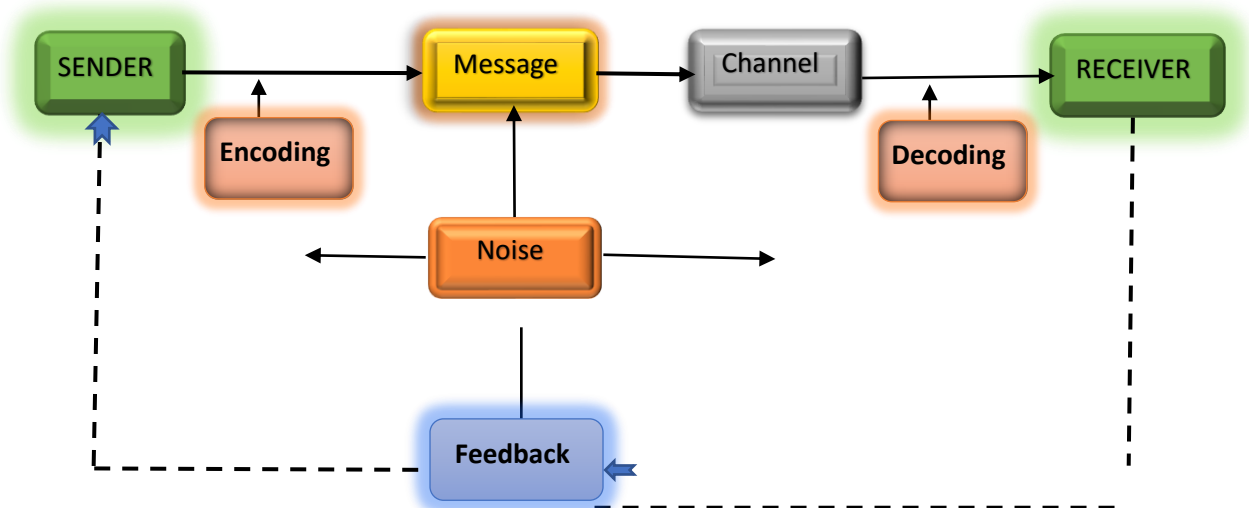 SENDER
Message
Channel
RECEIVER
Encoding
Decoding
Noise
Feedback